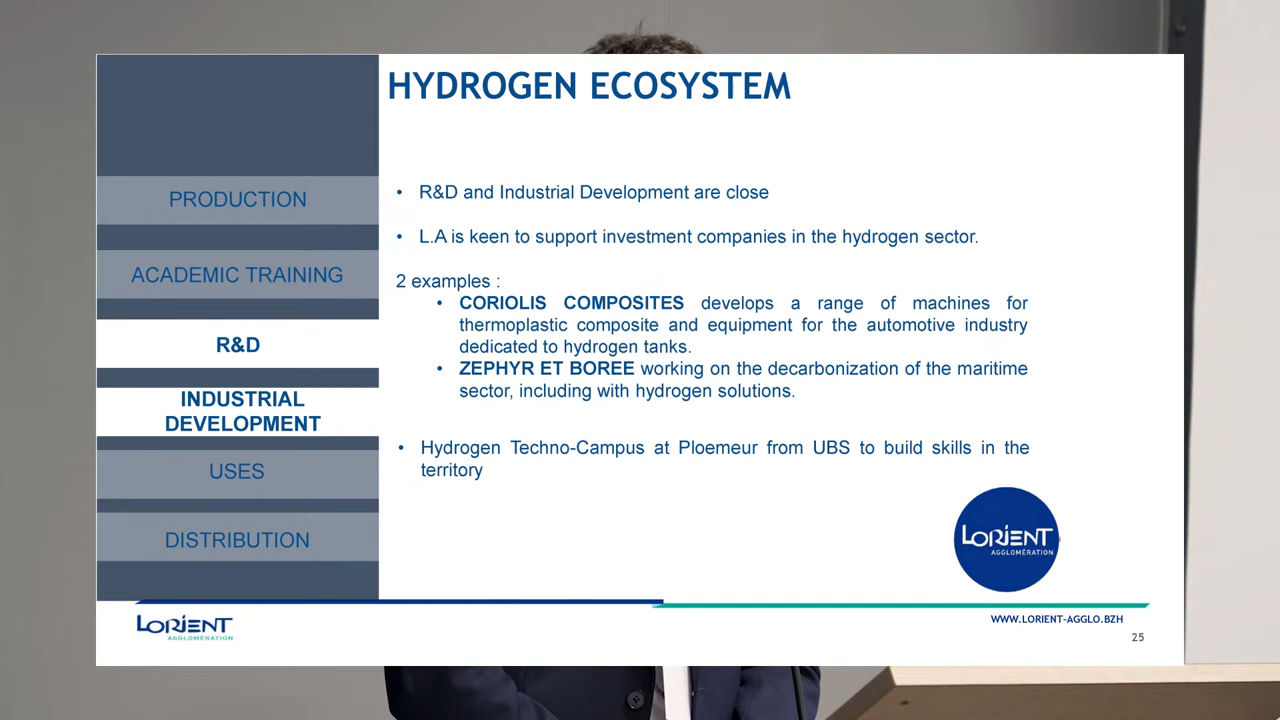 HYDROGEN ECOSYSTEM
PRODUCTION
ACADEMIC TRAINING
R&D
INDUSTRIAL
DEVELOPMENT
USES
DISTRIBUTION
• R&D and Industrial Development are close
• L.A is keen to support investment companies in the hydrogen sector.
2 examples :
• CORIOLIS COMPOSITES develops a range of machines for
thermoplastic composite and equipment for the automotive industry
dedicated to hydrogen tanks.
• ZEPHYR ET BOREE working on the decarbonization of the maritime
sector, including with hydrogen solutions.
• Hydrogen Techno-Campus at Ploemeur from UBS to build skills in the
territory
LORIENT
AGGLOMÉRATION
LORIENT
AGGLOMÉRATION
WWW.LORIENT-AGGLO.BZH
25